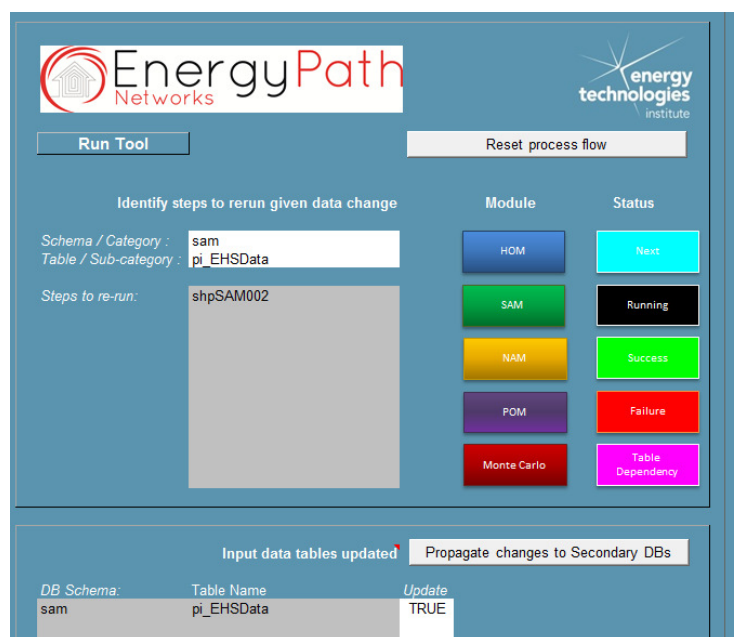 EnergyPath
Networks
energy
technologies
institute
Run Tool
Reset process flow
Identify steps to rerun given data change
Module
Status
Schema / Category :
sam
Table / Sub-category :
pi_EHSData
Steps to re-run:
shpSAM002
HOM
Next
SAM
Running
NAM
Success
POM
Failure
Monte Carlo
Table
Dependency
Input data tables updated
Propagate changes to Secondary DBs
DB Schema:
Table Name
Update
sam
pi_EHSData
TRUE